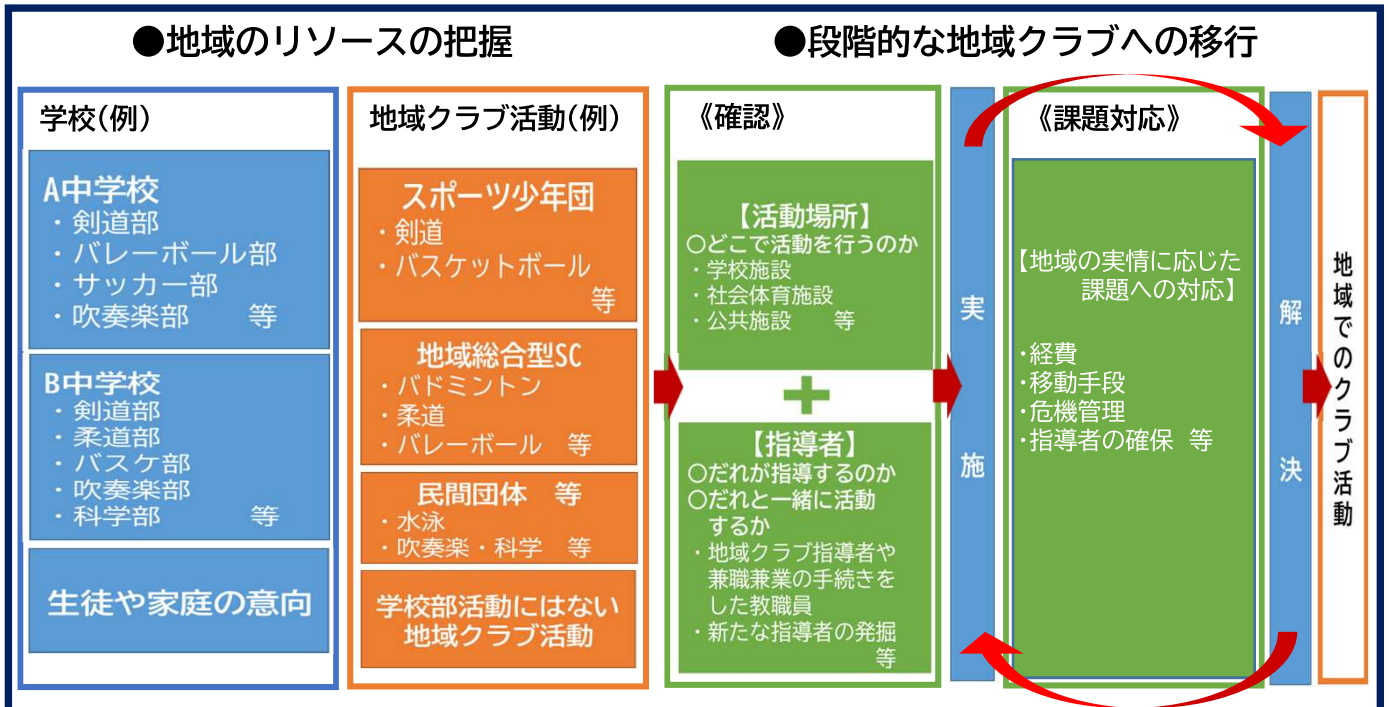 ●地域のリソースの把握
●段階的な地域クラブへの移行
学校(例)
A中学校
・剣道部
・バレーボール部
・サッカー部
・吹奏楽部　等
B中学校
・剣道部
・柔道部
・バスケ部
・吹奏楽部
・科学部　等
生徒や家庭の意向
地域クラブ活動(例)
スポーツ少年団
・剣道
・バスケットボール
等
地域総合型SC
・バドミントン
・柔道
・バレーボール　等
民間団体　等
・水泳
・吹奏楽・科学　等
学校部活動にはない
地域クラブ活動
《確認》
【活動場所】
○どこで活動を行うのか
・学校施設
・社会体育施設
・公共施設　等
+
【指導者】
○だれが指導するのか
○だれと一緒に活動
するか
・地域クラブ指導者や
兼職兼業の手続きを
した教職員
・新たな指導者の発掘
等
実施
《課題対応》
【地域の実情に応じた
課題への対応】
・経費
・移動手段
・危機管理
・指導者の確保　等
解決
地域でのクラブ活動